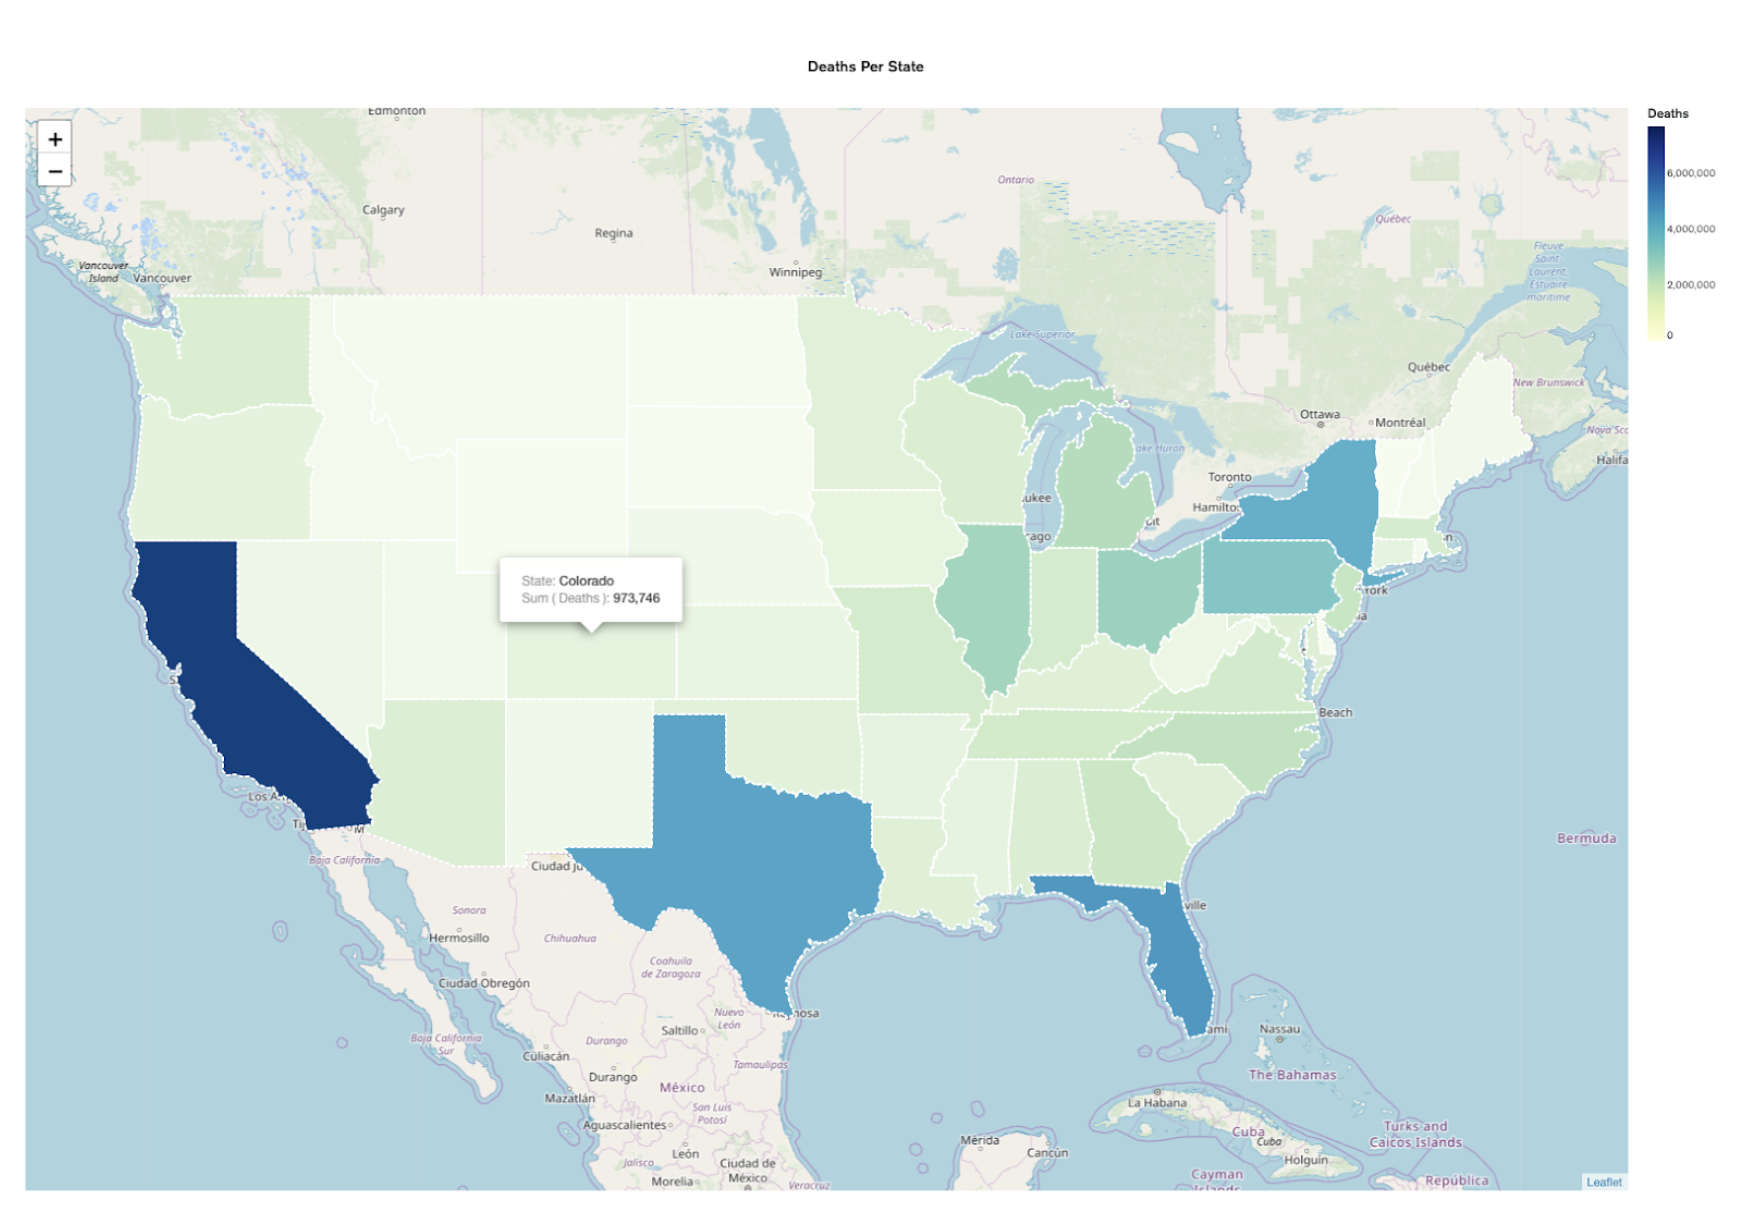 Deaths Per State
Deaths
6,000,000
4,000,000
2,000,000
0
+
−
Edmonton
Calgary
Regina
Winnipeg
Ontario
Québec
Vancouver
Island
Vancouver
Fleuve
Saint-
Laurent,
Estuaire
maritime
Lake Superior
Québec
New Brunswick
Ottawa
Montréal
Nova Sco
Halifa
ake Huron
Toronto
Hamilto
ukee
it
ago
n
York
ia
State: Colorado
Sum ( Deaths ): 973,746
S
Beach
Los A
Ti
M
Baja California
Ciudad Ju
Bermuda
Sonora
Hermosillo
Chihuahua
ville
Coahuila
de Zaragoza
Ciudad Obregón
Nuevo
León
nosa
Saltillo
ami
Nassau
Baja California
Sur
Durango
Culiacán
Tamaulipas
Durango
México
The Bahamas
Mazatlán
San Luis
Potosí
La Habana
Aguascalientes
Turks and
Caicos Islands
Mérida
Cuba
Cuba
León
Cancún
Holguín
Jalisco
Ciudad de
México
Morelia
Veracruz
Cayman
Islands
República
Leaflet